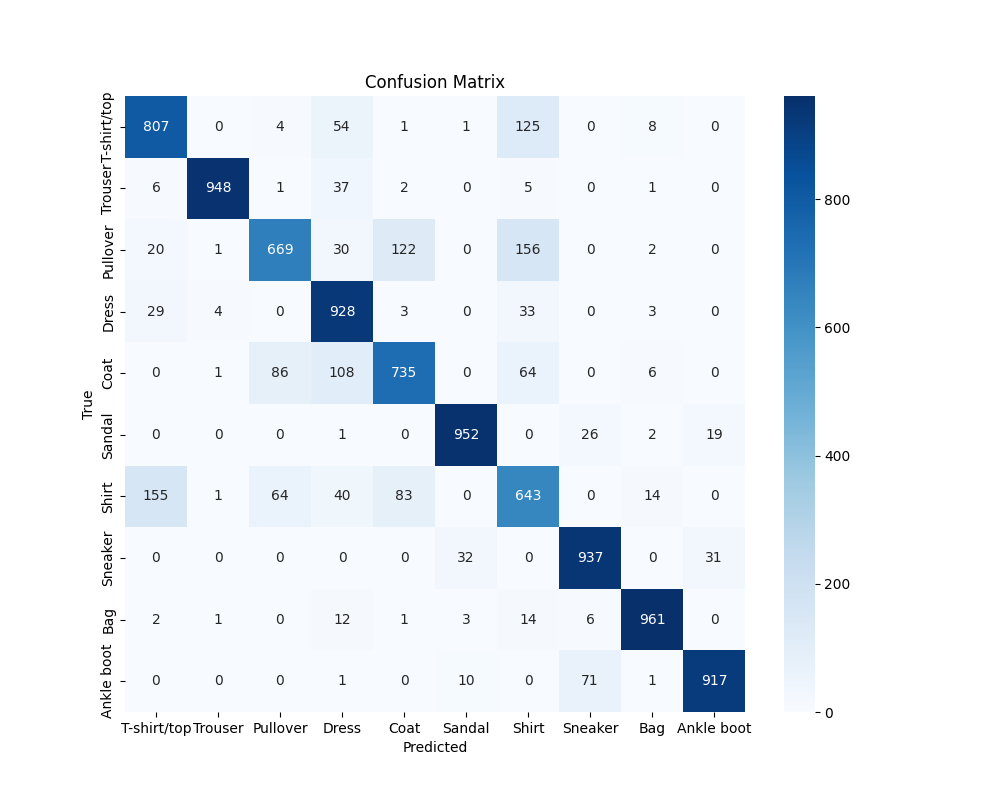 Confusion Matrix
T-shirt/top 807 0 4 54 1 1 125 0 8 0
Trouser 6 948 1 37 2 0 5 0 1 0
Pullover 20 1 669 30 122 0 156 0 2 0
Dress 29 4 0 928 3 0 33 0 3 0
Coat 0 1 86 108 735 0 64 0 6 0
Sandal 0 0 0 1 0 952 0 26 2 19
Shirt 155 1 64 40 83 0 643 0 14 0
Sneaker 0 0 0 0 0 32 0 937 0 31
Bag 2 1 0 12 1 3 14 6 961 0
Ankle boot 0 0 0 1 0 10 0 71 1 917
T-shirt/top Trouser Pullover Dress Coat Sandal Shirt Sneaker Bag Ankle boot
Predicted
True
800
600
400
200
0